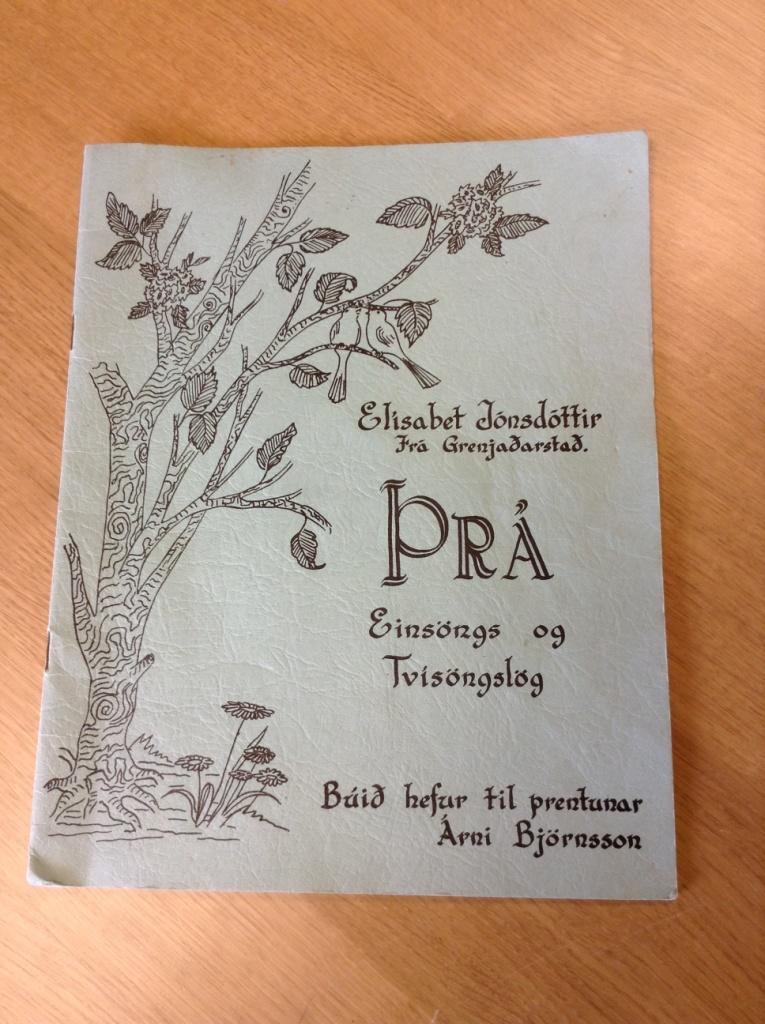 Elísabet Jónsdóttir
Frá Grenjaðarstað.
ÞRÁ
Einsöngs og
Tvísöngslög
Búið hefur til prentunar
Árni Björnsson